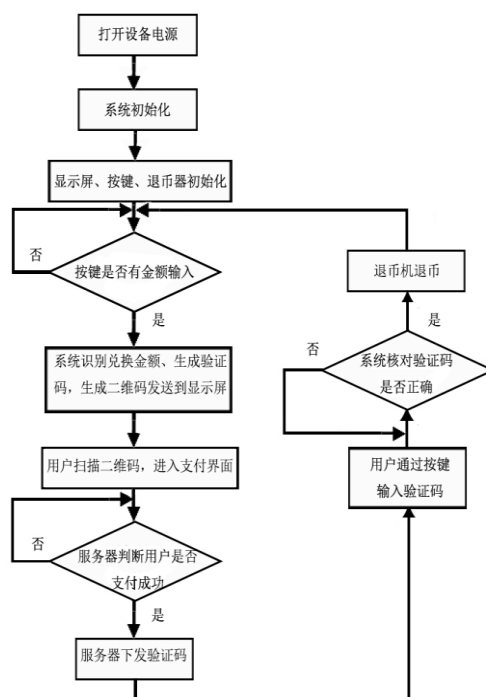 打开设备电源
系统初始化
显示屏、按键、退币器初始化
否
按键是否有金额输入
是
系统识别兑换金额、生成验证
码，生成二维码发送到显示屏
用户扫描二维码，进入支付界面
否
服务器判断用户是否
支付成功
是
服务器下发验证码
用户通过按键
输入验证码
否
系统核对验证码
是否正确
是
退币机退币